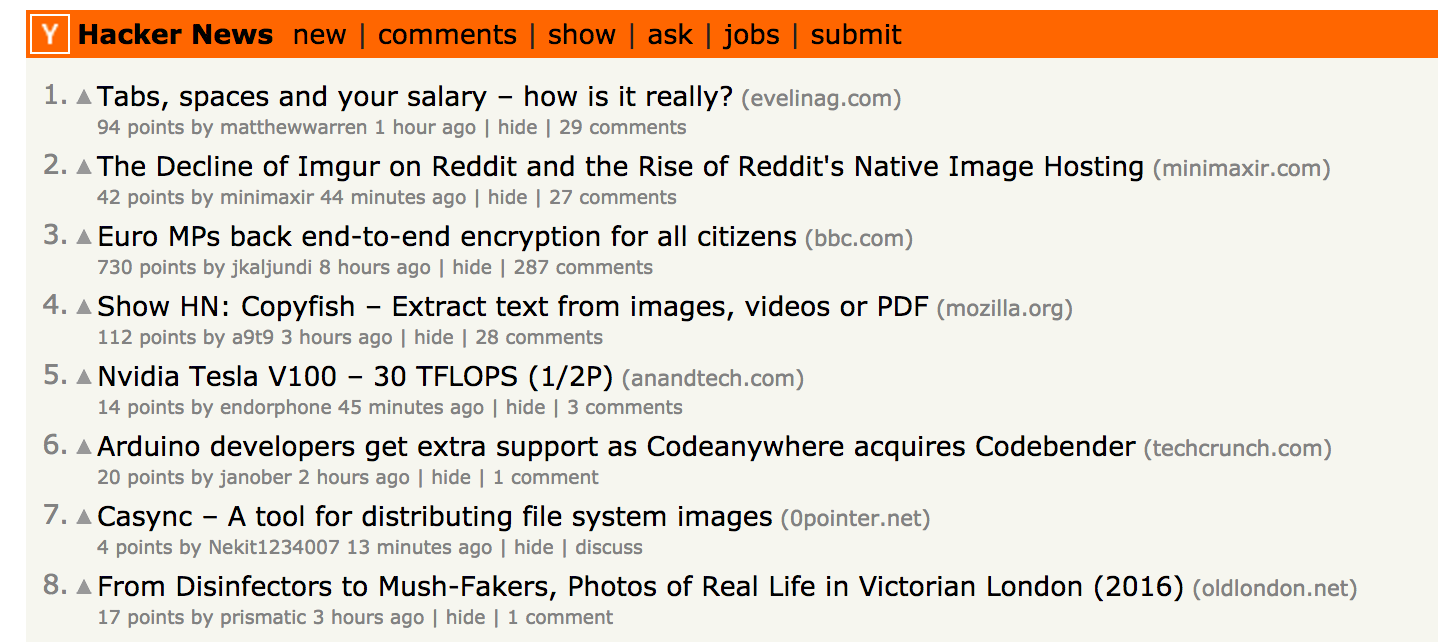 Y Hacker News new | comments | show | ask | jobs | submit
1. ▲ Tabs, spaces and your salary – how is it really? (evelinag.com)
94 points by matthewwarren 1 hour ago | hide | 29 comments
2. ▲ The Decline of Imgur on Reddit and the Rise of Reddit's Native Image Hosting (minimaxir.com)
42 points by minimaxir 44 minutes ago | hide | 27 comments
3. ▲ Euro MPs back end-to-end encryption for all citizens (bbc.com)
730 points by jkaljundi 8 hours ago | hide | 287 comments
4. ▲ Show HN: Copyfish – Extract text from images, videos or PDF (mozilla.org)
112 points by a9t9 3 hours ago | hide | 28 comments
5. ▲ Nvidia Tesla V100 – 30 TFLOPS (1/2P) (anandtech.com)
14 points by endorphone 45 minutes ago | hide | 3 comments
6. ▲ Arduino developers get extra support as Codeanywhere acquires Codebender (techcrunch.com)
20 points by janober 2 hours ago | hide | 1 comment
7. ▲ Casync – A tool for distributing file system images (0pointer.net)
4 points by Nekit1234007 13 minutes ago | hide | discuss
8. ▲ From Disinfectors to Mush-Fakers, Photos of Real Life in Victorian London (2016) (oldlondon.net)
17 points by prismatic 3 hours ago | hide | 1 comment